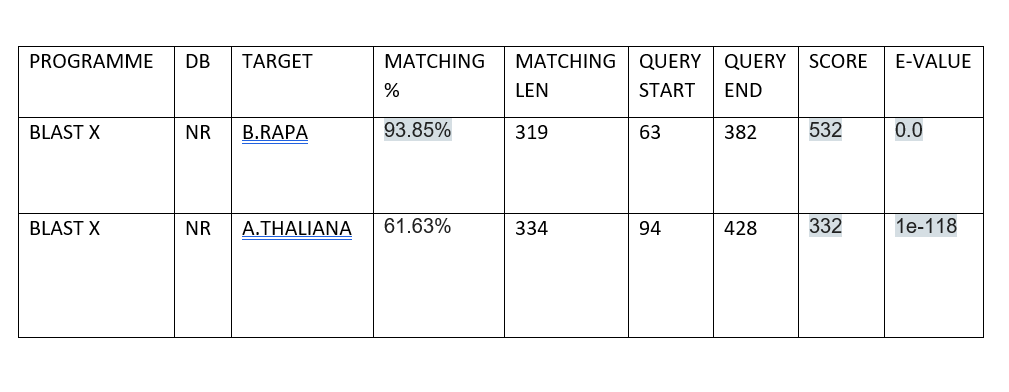 PROGRAMME DB TARGET MATCHING % MATCHING LEN QUERY START QUERY END SCORE E-VALUE
BLAST X NR B.RAPA 93.85% 319 63 382 532 0.0
BLAST X NR A.THALIANA 61.63% 334 94 428 332 1e-118